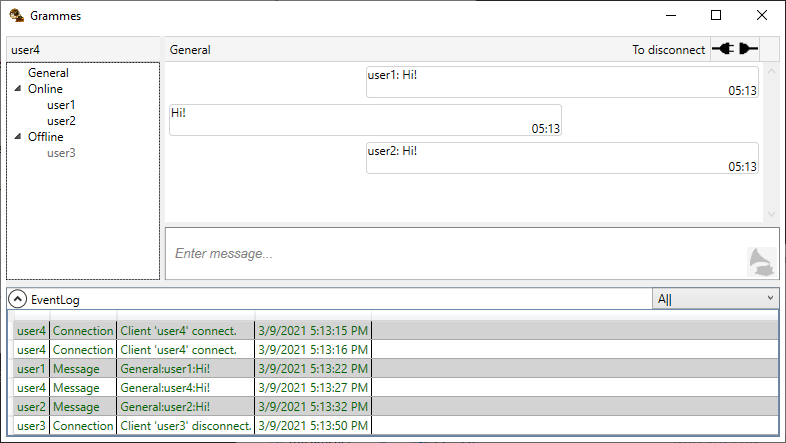 Grammes
user4
General To disconnect
General
Online
user1
user2
Offline
user3
user1: Hi!
05:13
Hi!
05:13
user2: Hi!
05:13
Enter message...
EventLog All
user4 Connection Client 'user4' connect. 3/9/2021 5:13:15 PM
user4 Connection Client 'user4' connect. 3/9/2021 5:13:16 PM
user1 Message General:user1:Hi! 3/9/2021 5:13:22 PM
user4 Message General:user4:Hi! 3/9/2021 5:13:27 PM
user2 Message General:user2:Hi! 3/9/2021 5:13:32 PM
user3 Connection Client 'user3' disconnect. 3/9/2021 5:13:50 PM